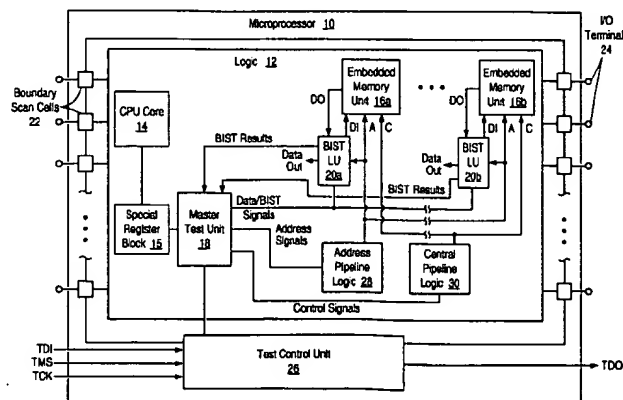 Microprocessor 10
I/O
Terminal
24
Logic 12
Boundary
Scan Cells
22
CPU Core
14
Embedded
Memory
Unit 16a
Embedded
Memory
Unit 16b
DO
DI
A
C
DO
DI
A
C
BIST Results
BIST
LU
20a
Data
Out
BIST
LU
20b
Data
Out
BIST Results
Data/BIST
Signals
Special
Register
Block 15
Master
Test Unit
18
Address
Signals
Address
Pipeline
Logic 28
Central
Pipeline
Logic 30
Control Signals
TDI
TMS
TCK
Test Control Unit
26
TDO